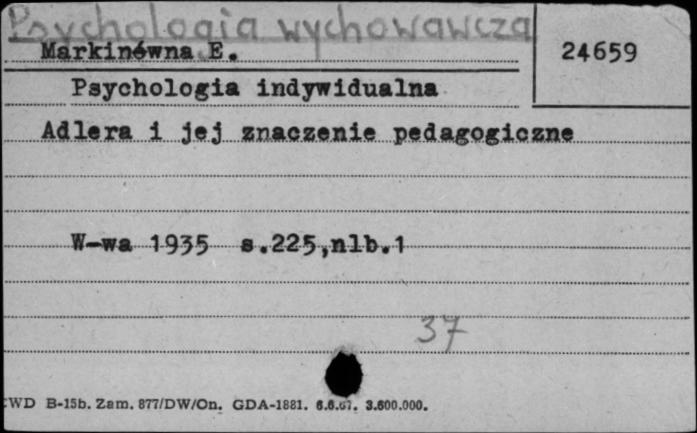 Psychologia wychowawcza
Markinówna E.
24659
Psychologia indywidualna
Adlera i jej znaczenie pedagogiczne
W-wa 1935 s.225,nlb.1
37
CWD B-15b. Zam. 877/DW/On. GDA-1881. 6.6.67. 3.600.000.